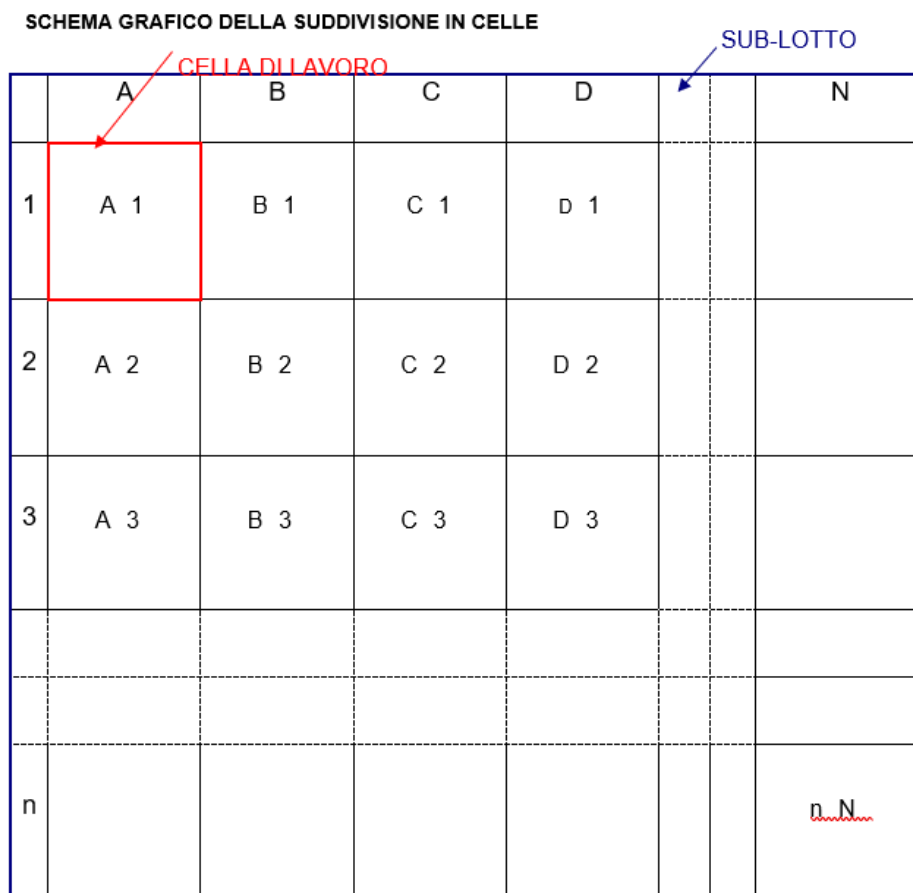 SCHEMA GRAFICO DELLA SUDDIVISIONE IN CELLE
SUB-LOTTO
CELLA DI LAVORO
A B C D N
1 A 1 B 1 C 1 D 1
2 A 2 B 2 C 2 D 2
3 A 3 B 3 C 3 D 3
n n N